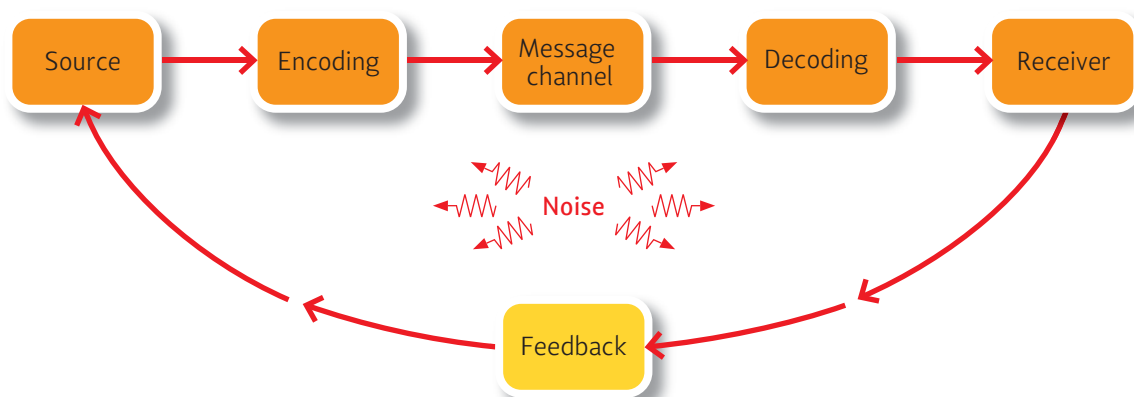 Source
Encoding
Message
channel
Decoding
Receiver
Noise
Feedback